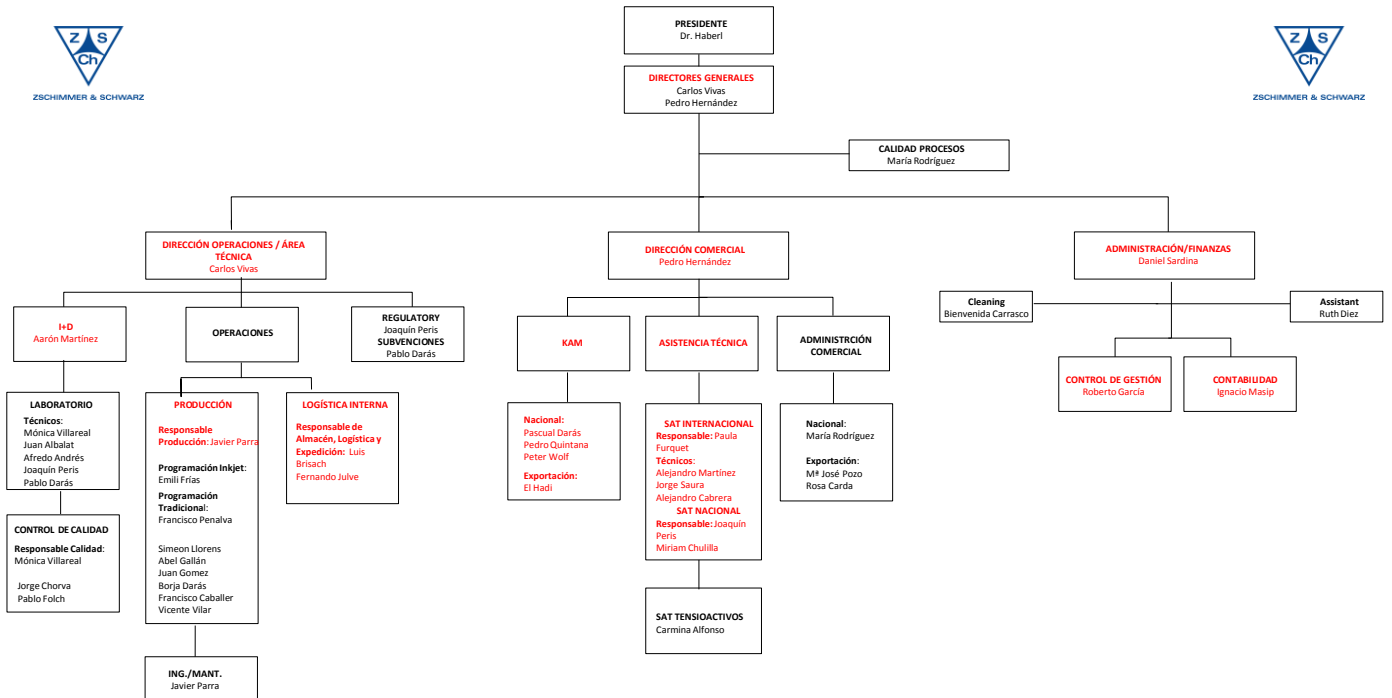 Z S
Ch
ZSCHIMMER & SCHWARZ
PRESIDENTE
Dr. Haberl
Z S
Ch
ZSCHIMMER & SCHWARZ
DIRECTORES GENERALES
Carlos Vivas
Pedro Hernández
CALIDAD PROCESOS
María Rodríguez
DIRECCIÓN OPERACIONES / ÁREA
TÉCNICA
Carlos Vivas
DIRECCIÓN COMERCIAL
Pedro Hernández
ADMINISTRACIÓN/FINANZAS
Daniel Sardina
I+D
Aarón Martínez
OPERACIONES
REGULATORY
Joaquín Peris
SUBVENCIONES
Pablo Darás
KAM
ASISTENCIA TÉCNICA
ADMINISTRCIÓN
COMERCIAL
Cleaning
Bienvenida Carrasco
Assistant
Ruth Diez
CONTROL DE GESTIÓN
Roberto García
CONTABILIDAD
Ignacio Masip
LABORATORIO
Técnicos:
Mónica Villareal
Juan Albalat
Afredo Andrés
Joaquín Peris
Pablo Darás
CONTROL DE CALIDAD
Responsable Calidad:
Mónica Villareal
Jorge Chorva
Pablo Folch
PRODUCCIÓN
Responsable
Producción: Javier Parra
Programación Inkjet:
Emili Frías
Programación
Tradicional:
Francisco Penalva
Simeon Llorens
Abel Gallán
Juan Gomez
Borja Darás
Francisco Caballer
Vicente Vilar
ING./MANT.
Javier Parra
LOGÍSTICA INTERNA
Responsable de
Almacén, Logística y
Expedición: Luis
Brisach
Fernando Julve
Nacional:
Pascual Darás
Pedro Quintana
Peter Wolf
Exportación:
El Hadi
SAT INTERNACIONAL
Responsable: Paula
Furquet
Técnicos:
Alejandro Martínez
Jorge Saura
Alejandro Cabrera
SAT NACIONAL
Responsable: Joaquín
Peris
Miriam Chulilla
SAT TENSIOACTIVOS
Carmina Alfonso
Nacional:
María Rodríguez
Exportación:
Mª José Pozo
Rosa Carda